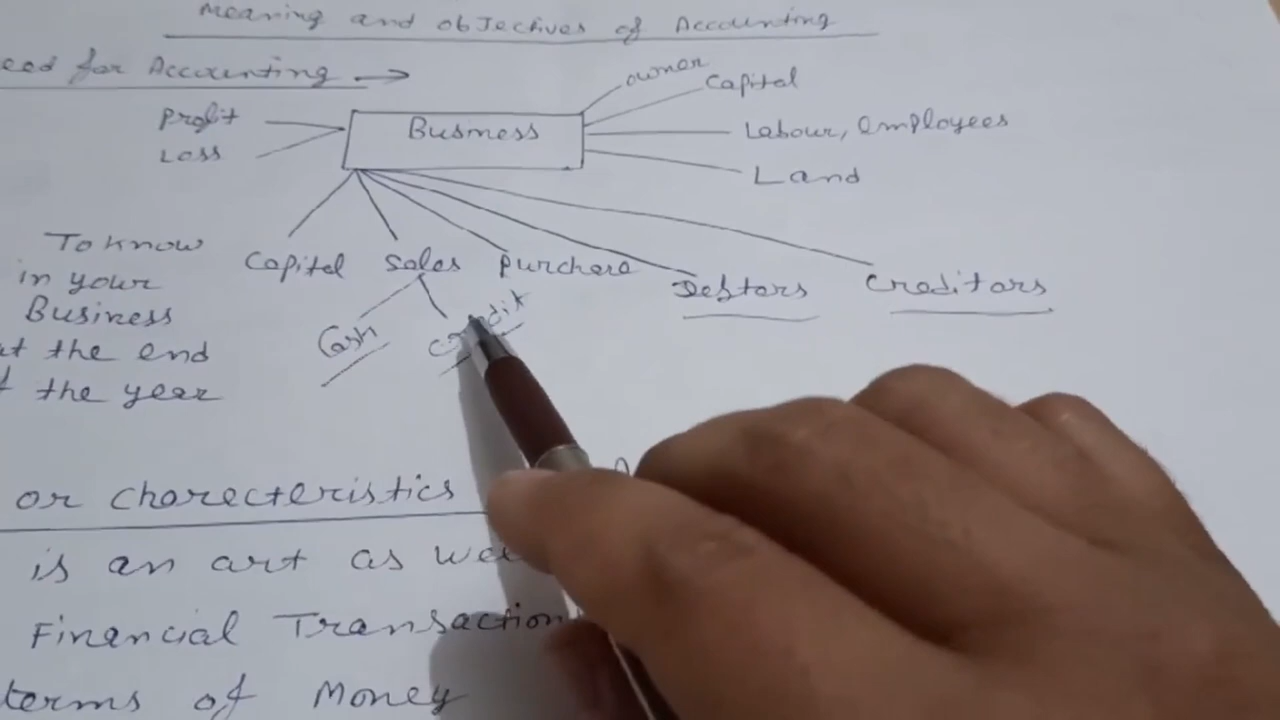 Meaning and objectives of Accounting
eed for Accounting →
owner
Capital
Profit
Business
Labour, employees
Loss
Land
To know
Capital Sales Purchase Debtors Creditors
in your
Business
Cash Credit
at the end
the year
or charecteristics
is an art as
Financial Transaction
terms of Money